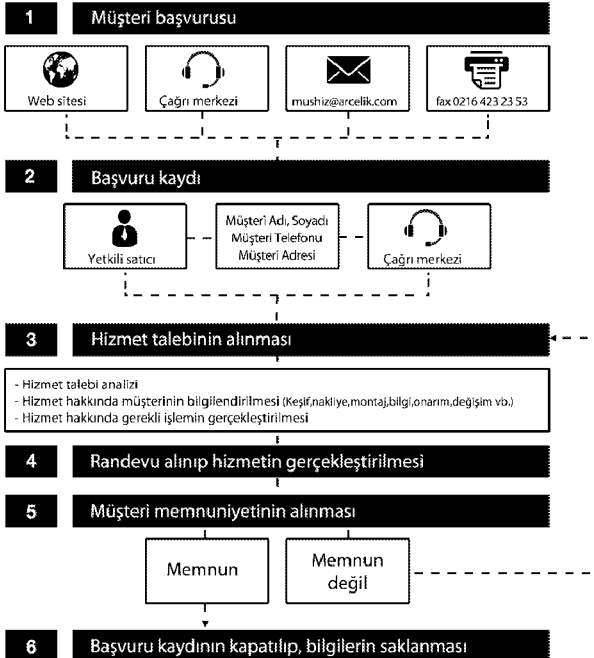 1 Müşteri başvurusu
Web sitesi
Çağrı merkezi
mushiz@arcelik.com
fax 0216 423 23 53
2 Başvuru kaydı
Yetkili satıcı
Müşteri Adı, Soyadı
Müşteri Telefonu
Müşteri Adresi
Çağrı merkezi
3 Hizmet talebinin alınması
- Hizmet talebi analizi
- Hizmet hakkında müşterinin bilgilendirilmesi (Keşif,nakliye,montaj,bilgi,onarım,değişim vb.)
- Hizmet hakkında gerekli işlemin gerçekleştirilmesi
4 Randevu alınıp hizmetin gerçekleştirilmesi
5 Müşteri memnuniyetinin alınması
Memnun
Memnun
değil
6 Başvuru kaydının kapatılıp, bilgilerin saklanması